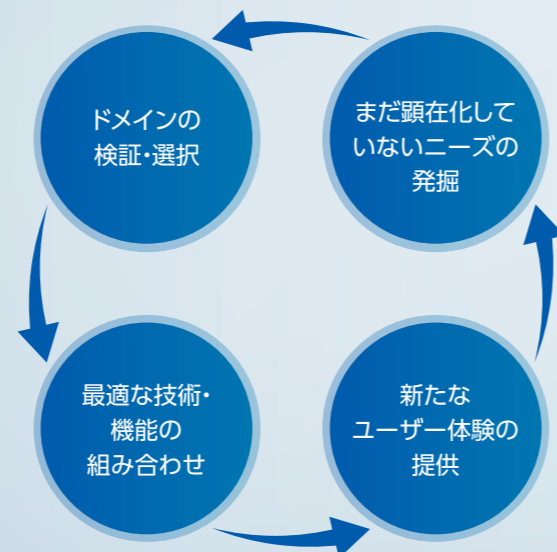 ドメインの
検証・選択
まだ顕在化して
いないニーズの
発掘
最適な技術・
機能の
組み合わせ
新たな
ユーザー体験の
提供